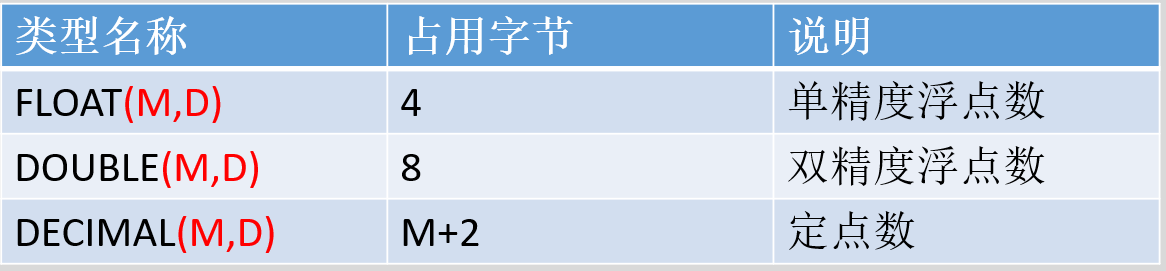 类型名称 占用字节 说明
FLOAT(M,D) 4 单精度浮点数
DOUBLE(M,D) 8 双精度浮点数
DECIMAL(M,D) M+2 定点数